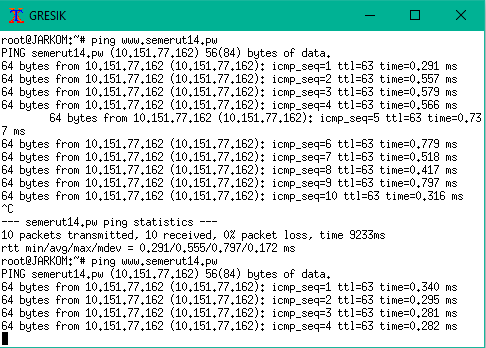 GRESIK
root@JARKOM:~# ping www.semerut14.pw
PING semerut14.pw (10.151.77.162) 56(84) bytes of data.
64 bytes from 10.151.77.162 (10.151.77.162): icmp_seq=1 ttl=63 time=0.291 ms
64 bytes from 10.151.77.162 (10.151.77.162): icmp_seq=2 ttl=63 time=0.557 ms
64 bytes from 10.151.77.162 (10.151.77.162): icmp_seq=3 ttl=63 time=0.579 ms
64 bytes from 10.151.77.162 (10.151.77.162): icmp_seq=4 ttl=63 time=0.566 ms
64 bytes from 10.151.77.162 (10.151.77.162): icmp_seq=5 ttl=63 time=0.73
7 ms
64 bytes from 10.151.77.162 (10.151.77.162): icmp_seq=6 ttl=63 time=0.779 ms
64 bytes from 10.151.77.162 (10.151.77.162): icmp_seq=7 ttl=63 time=0.518 ms
64 bytes from 10.151.77.162 (10.151.77.162): icmp_seq=8 ttl=63 time=0.417 ms
64 bytes from 10.151.77.162 (10.151.77.162): icmp_seq=9 ttl=63 time=0.797 ms
64 bytes from 10.151.77.162 (10.151.77.162): icmp_seq=10 ttl=63 time=0.316 ms
^C
--- semerut14.pw ping statistics ---
10 packets transmitted, 10 received, 0% packet loss, time 9233ms
rtt min/avg/max/mdev = 0.291/0.555/0.797/0.172 ms
root@JARKOM:~# ping www.semerut14.pw
PING semerut14.pw (10.151.77.162) 56(84) bytes of data.
64 bytes from 10.151.77.162 (10.151.77.162): icmp_seq=1 ttl=63 time=0.340 ms
64 bytes from 10.151.77.162 (10.151.77.162): icmp_seq=2 ttl=63 time=0.295 ms
64 bytes from 10.151.77.162 (10.151.77.162): icmp_seq=3 ttl=63 time=0.281 ms
64 bytes from 10.151.77.162 (10.151.77.162): icmp_seq=4 ttl=63 time=0.282 ms